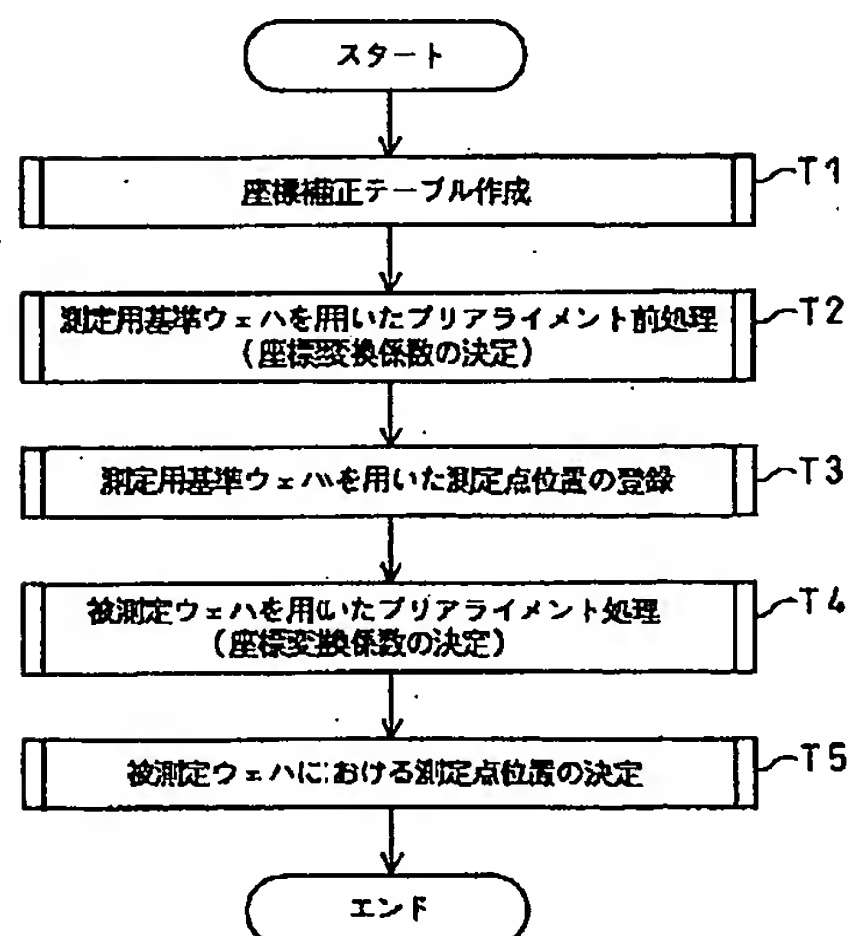 スタート
座標補正テーブル作成
T1
測定用基準ウェハを用いたプリアライメント前処理
(座標変換係数の決定)
T2
測定用基準ウェハを用いた測定点位置の登録
T3
被測定ウェハを用いたプリアライメント処理
(座標変換係数の決定)
T4
被測定ウェハにおける測定点位置の決定
T5
エンド